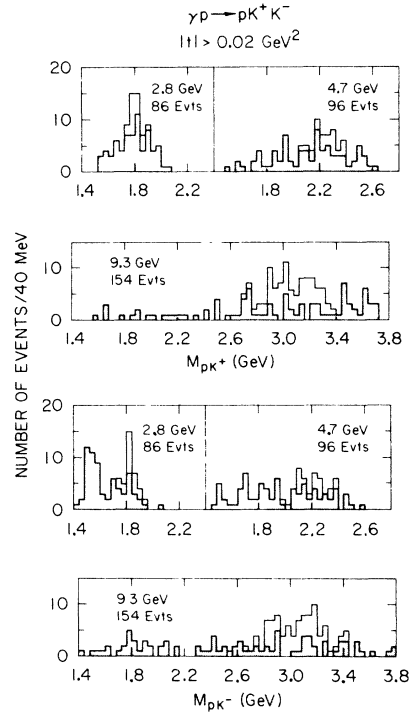 γp → pK⁺K⁻
|t| > 0.02 GeV²
20
2.8 GeV
86 Evts
4.7 GeV
96 Evts
10
0
1.4 1.8 2.2 1.8 2.2 2.6
9.3 GeV
154 Evts
10
0
1.4 1.8 2.2 2.6 3.0 3.4 3.8
M_pK⁺ (GeV)
NUMBER OF EVENTS/40 MeV
20
2.8 GeV
86 Evts
4.7 GeV
96 Evts
10
0
1.4 1.8 2.2 1.8 2.2 2.6
9.3 GeV
154 Evts
10
0
1.4 1.8 2.2 2.6 3.0 3.4 3.8
M_pK⁻ (GeV)